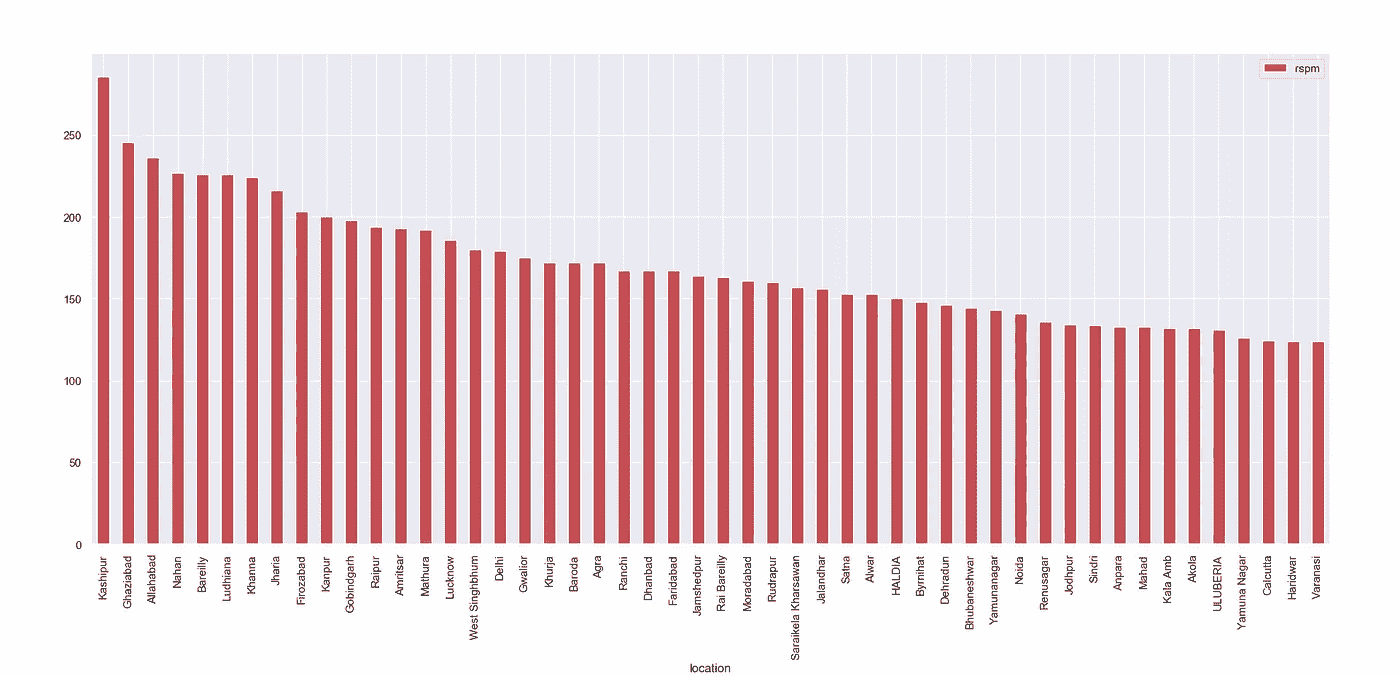 rspm
250
200
150
100
50
0
Kashipur
Ghaziabad
Allahabad
Nahan
Bareilly
Ludhiana
Khanna
Jharia
Firozabad
Kanpur
Gobindgarh
Raipur
Amritsar
Mathura
Lucknow
West Singhbhum
Delhi
Gwalior
Khurja
Baroda
Agra
Ranchi
Dhanbad
Faridabad
Jamshedpur
Rai Bareilly
Moradabad
Rudrapur
Saraikela Kharsawan
Jalandhar
Satna
Alwar
HALDIA
Byrnihat
Dehradun
Bhubaneshwar
Yamunanagar
Noida
Renusagar
Jodhpur
Sindri
Anpara
Mahad
Kala Amb
Akola
ULUBERIA
Yamuna Nagar
Calcutta
Haridwar
Varanasi
location